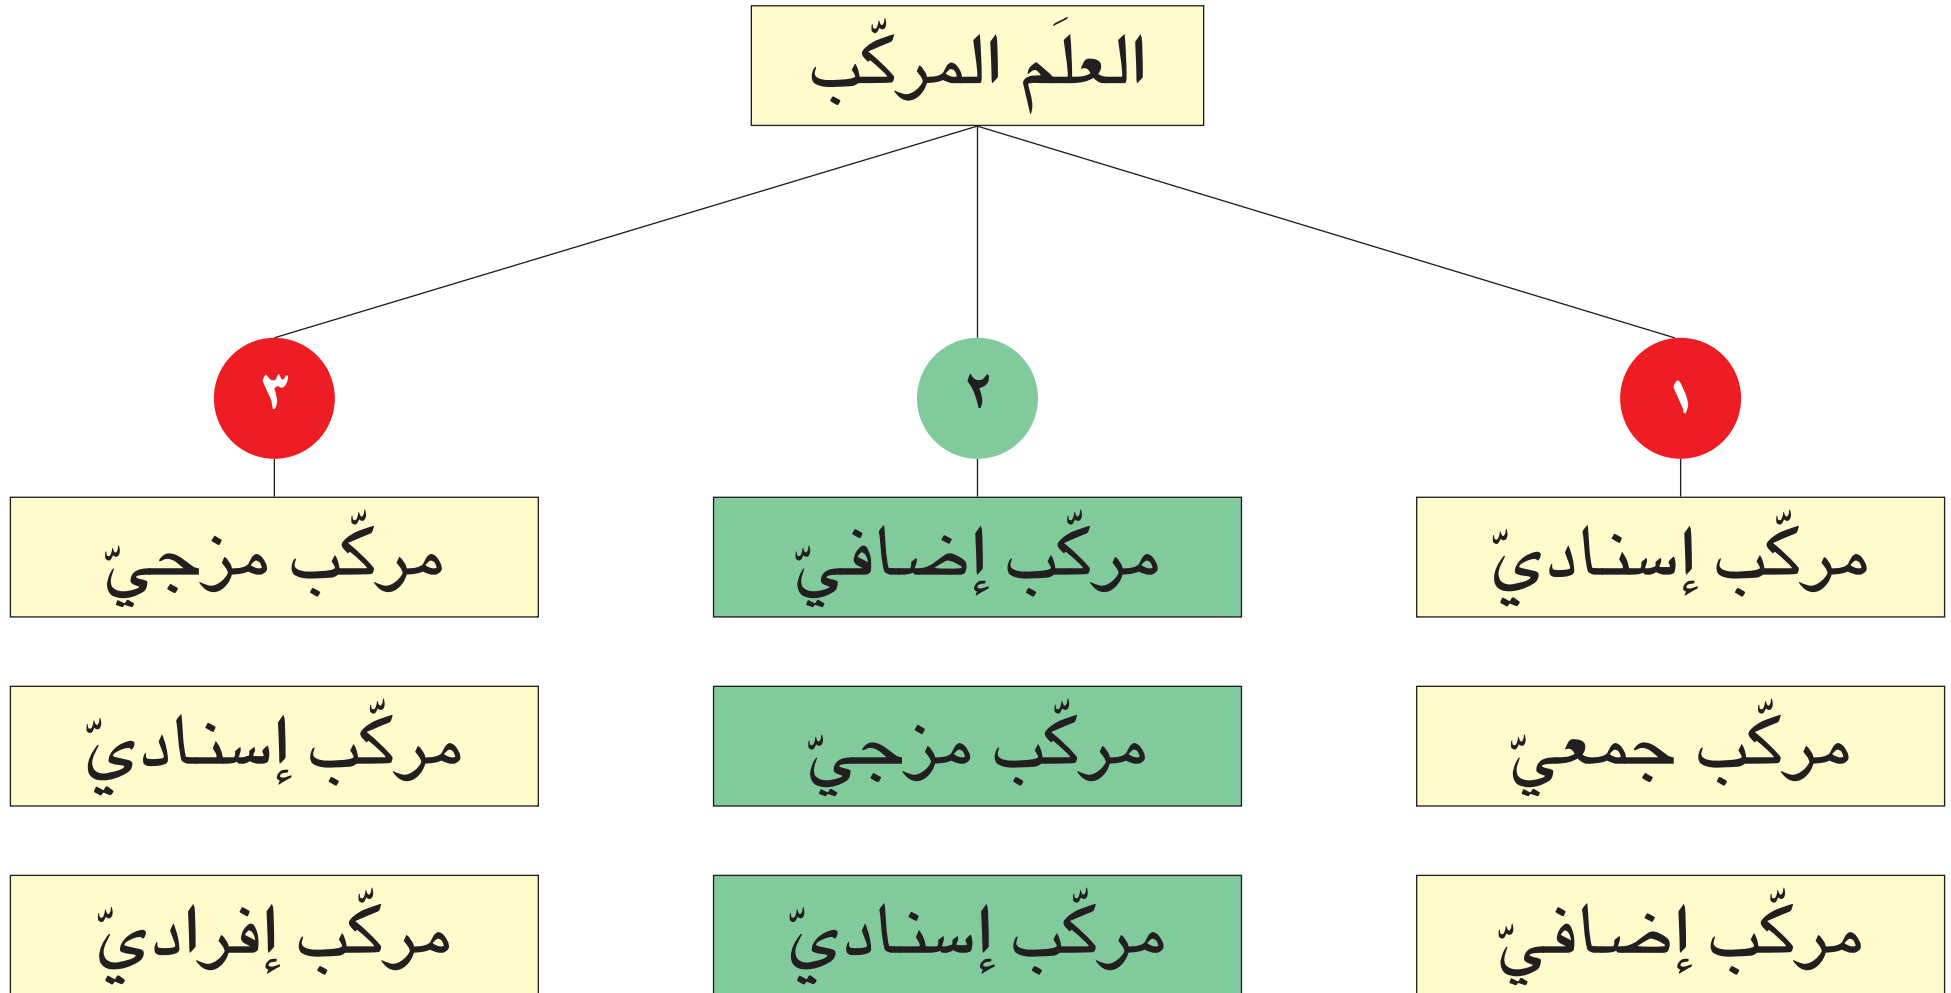 العلَم المركّب
١
٢
٣
مركّب إسناديّ
مركّب إضافيّ
مركّب مزجيّ
مركّب جمعيّ
مركّب مزجيّ
مركّب إسناديّ
مركّب إضافيّ
مركّب إسناديّ
مركّب إفراديّ